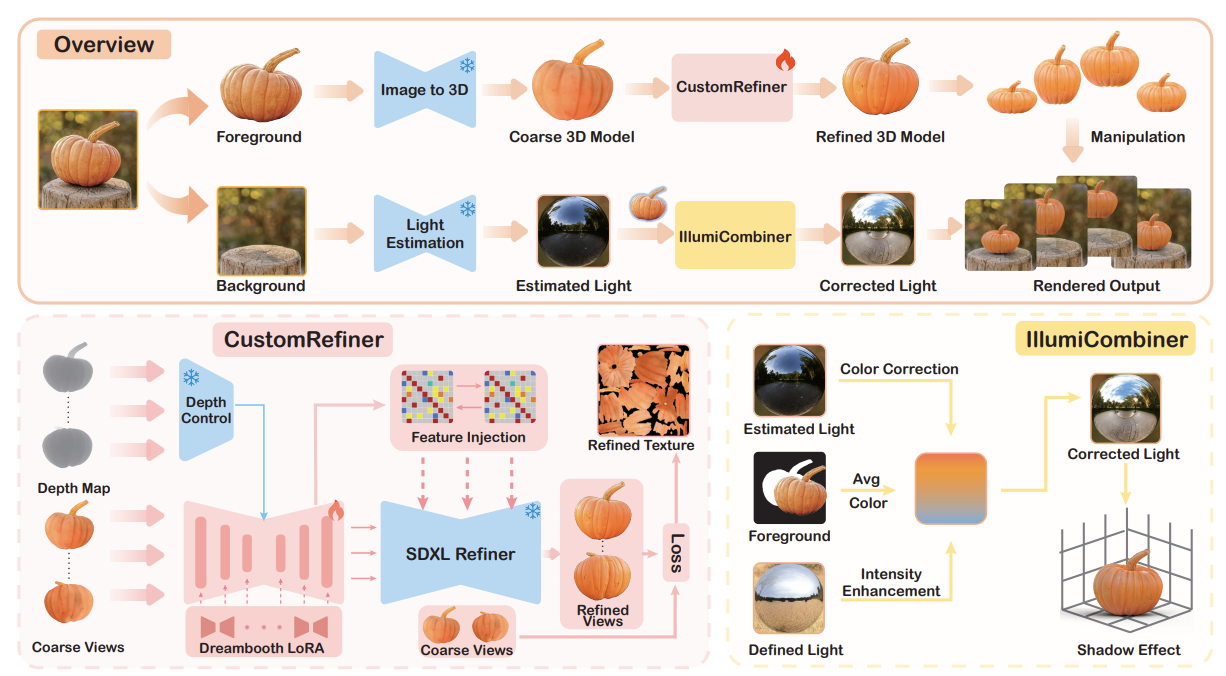 Overview
Foreground
Image to 3D
Coarse 3D Model
CustomRefiner
Refined 3D Model
Manipulation
Background
Light
Estimation
Estimated Light
IllumiCombiner
Corrected Light
Rendered Output
CustomRefiner
Depth Map
Depth
Control
Feature Injection
Refined Texture
Coarse Views
Dreambooth LoRA
SDXL Refiner
Coarse Views
Refined
Views
Loss
IllumiCombiner
Estimated Light
Color Correction
Foreground
Avg
Color
Defined Light
Intensity
Enhancement
Corrected Light
Shadow Effect